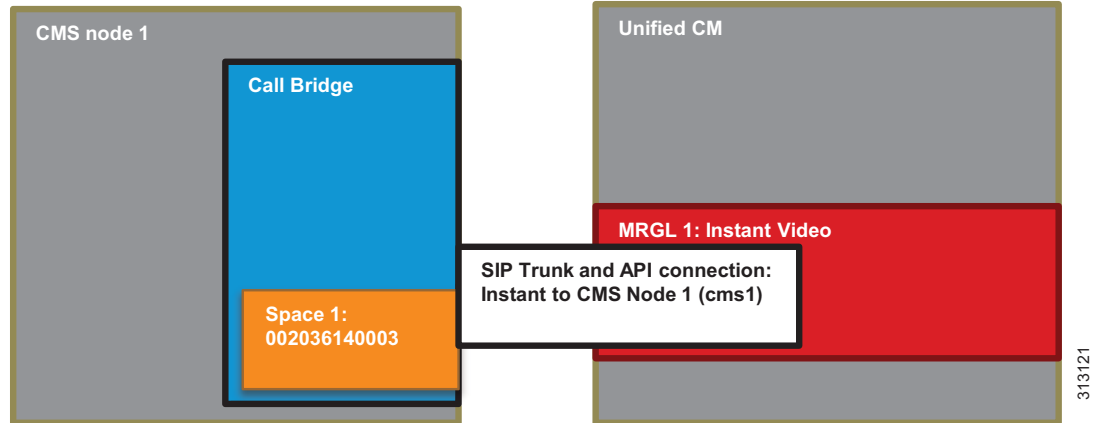 CMS node 1
Call Bridge
Space 1:
002036140003
SIP Trunk and API connection:
Instant to CMS Node 1 (cms1)
Unified CM
MRGL 1: Instant Video
313121